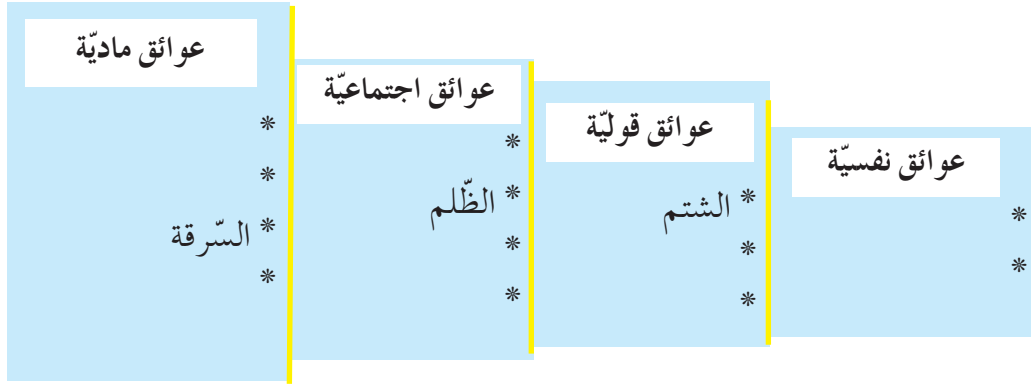 عوائق نفسيّة
*
*
عوائق قوليّة
* الشتم
*
*
عوائق اجتماعيّة
*
* الظّلم
*
*
عوائق ماديّة
*
*
* السّرقة
*